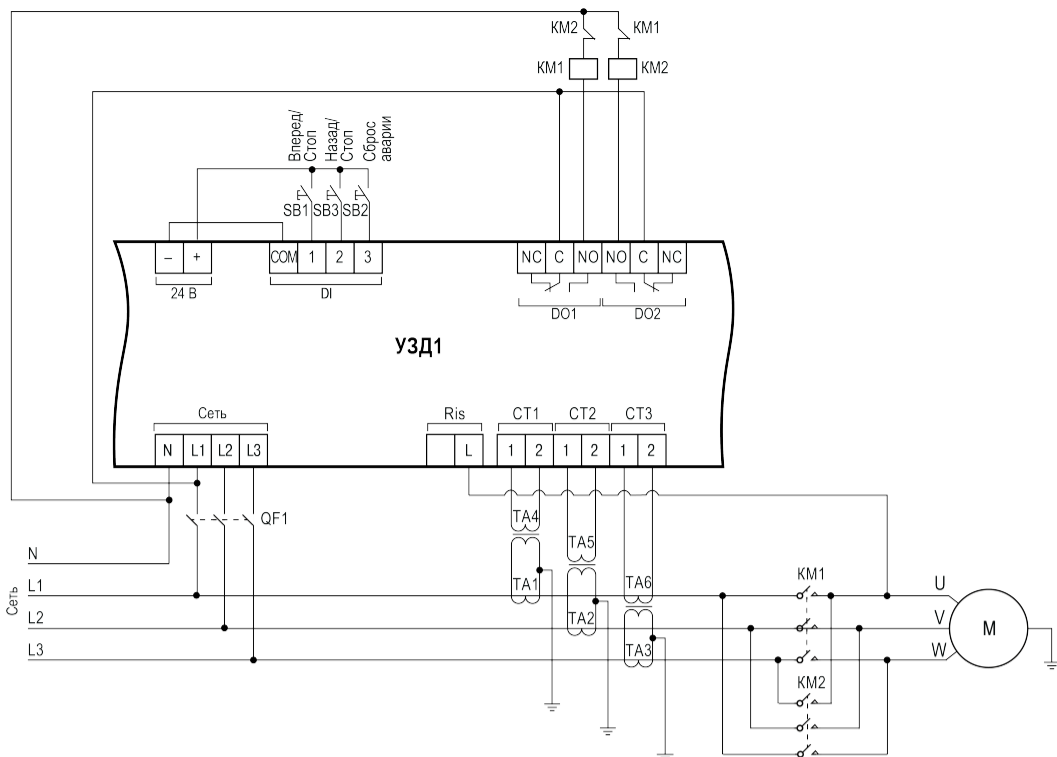 KM2 KM1
KM1 KM2
Вперед/
Стоп
Назад/
Стоп
Сброс
аварии
SB1 SB3 SB2
– + COM 1 2 3 NC C NO NO C NC
24 В DI DO1 DO2
УЗД1
Сеть Ris CT1 CT2 CT3
N L1 L2 L3 L 1 2 1 2 1 2
QF1
TA4
TA5
N
TA1 TA6 KM1
L1 U
Сеть
L2 TA2 V M
L3 TA3 W
KM2